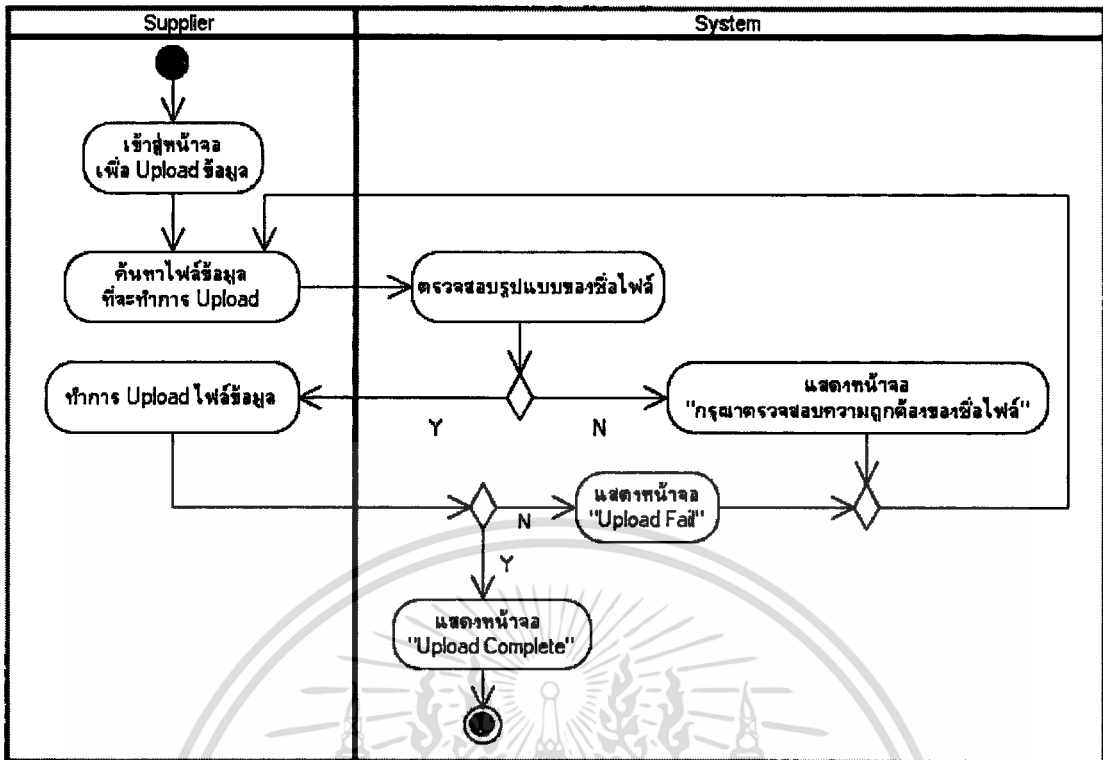 Supplier
System
เข้าสู่หน้าจอ
เพื่อ Upload ข้อมูล
ค้นหาไฟล์ข้อมูล
ที่จะทำการ Upload
ตรวจสอบรูปแบบของชื่อไฟล์
ทำการ Upload ไฟล์ข้อมูล
Y
N
แสดงหน้าจอ
"กรุณาตรวจสอบความถูกต้องของชื่อไฟล์"
N
แสดงหน้าจอ
"Upload Fail"
Y
แสดงหน้าจอ
"Upload Complete"